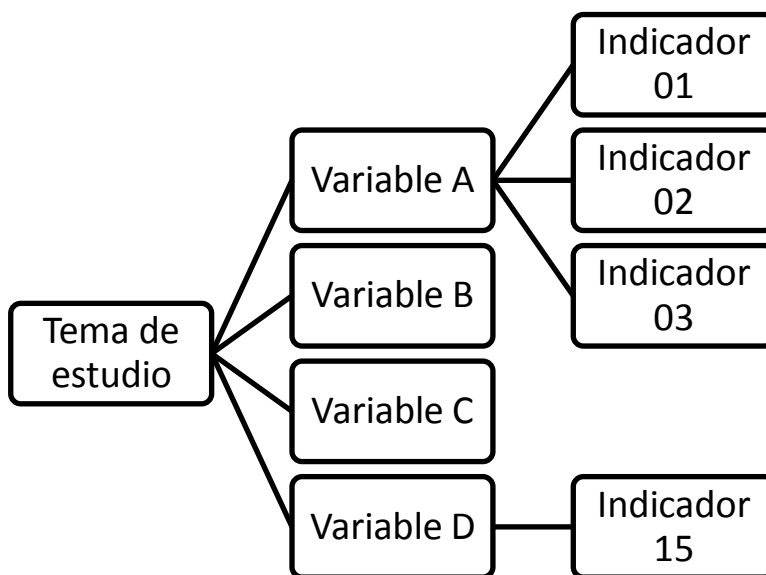 Tema de
estudio
Variable A
Indicador
01
Indicador
02
Indicador
03
Variable B
Variable C
Variable D
Indicador
15